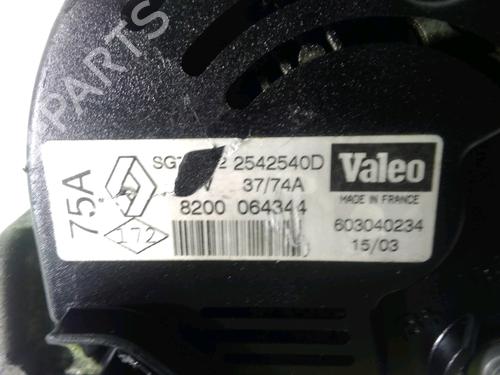 PARTS
75A
172
2542540D
37/74A
8200 064344
Valeo
MADE IN FRANCE
603040234
15/03